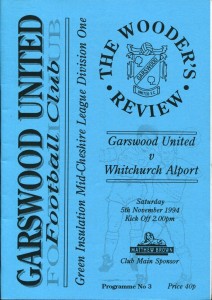 GARSWOOD UNITED
Football Club
Green Insulation Mid-Cheshire League Division One
• THE WOODER'S •
REVIEW
Garswood United
v
Whitchurch Alport
Saturday
5th November 1994
Kick Off 2.00pm
MATTHEW BROWN
Club Main Sponsor
Programme No 3
Price 40p